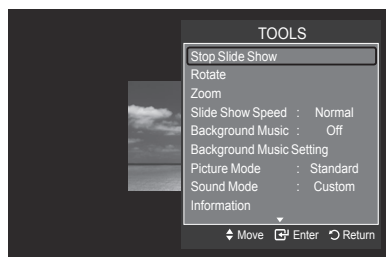 TOOLS
Stop Slide Show
Rotate
Zoom
Slide Show Speed : Normal
Background Music : Off
Background Music Setting
Picture Mode : Standard
Sound Mode : Custom
Information
Move Enter Return